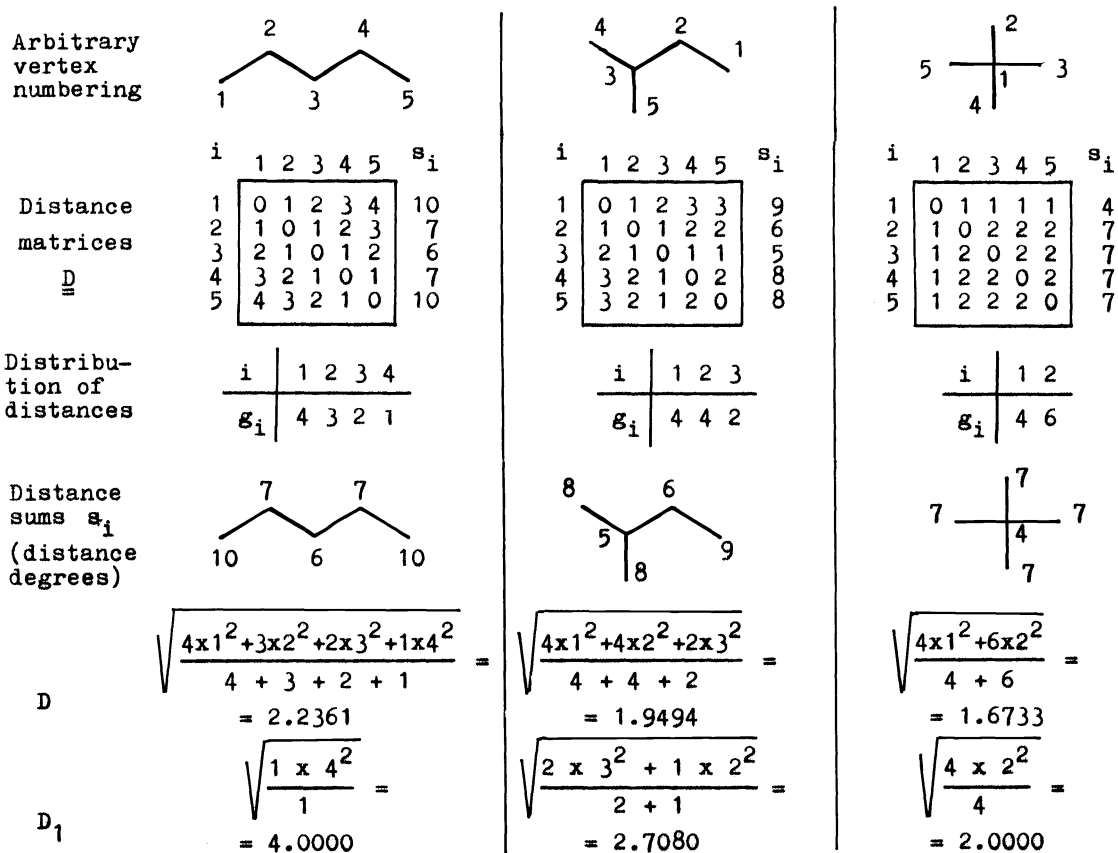 Arbitrary
vertex
numbering
2 4
1 3 5
4 2 1
3 5
2
5 3
1
4
i 1 2 3 4 5 s_i
Distance
matrices
D
1 0 1 2 3 4 10
2 1 0 1 2 3 7
3 2 1 0 1 2 6
4 3 2 1 0 1 7
5 4 3 2 1 0 10
i 1 2 3 4 5 s_i
1 0 1 2 3 3 9
2 1 0 1 2 2 6
3 2 1 0 1 1 5
4 3 2 1 0 2 8
5 3 2 1 2 0 8
i 1 2 3 4 5 s_i
1 0 1 1 1 1 4
2 1 0 2 2 2 7
3 1 2 0 2 2 7
4 1 2 2 0 2 7
5 1 2 2 2 0 7
Distribu-
tion of
distances
i 1 2 3 4
g_i 4 3 2 1
i 1 2 3
g_i 4 4 2
i 1 2
g_i 4 6
Distance
sums s_i
(distance
degrees)
7 7
10 6 10
8 6
5 9
8
7
7 7
4
7
D
√ 4x1²+3x2²+2x3²+1x4² =
4 + 3 + 2 + 1
= 2.2361
√ 4x1²+4x2²+2x3² =
4 + 4 + 2
= 1.9494
√ 4x1²+6x2² =
4 + 6
= 1.6733
D₁
√ 1 x 4² =
1
= 4.0000
√ 2 x 3² + 1 x 2² =
2 + 1
= 2.7080
√ 4 x 2² =
4
= 2.0000